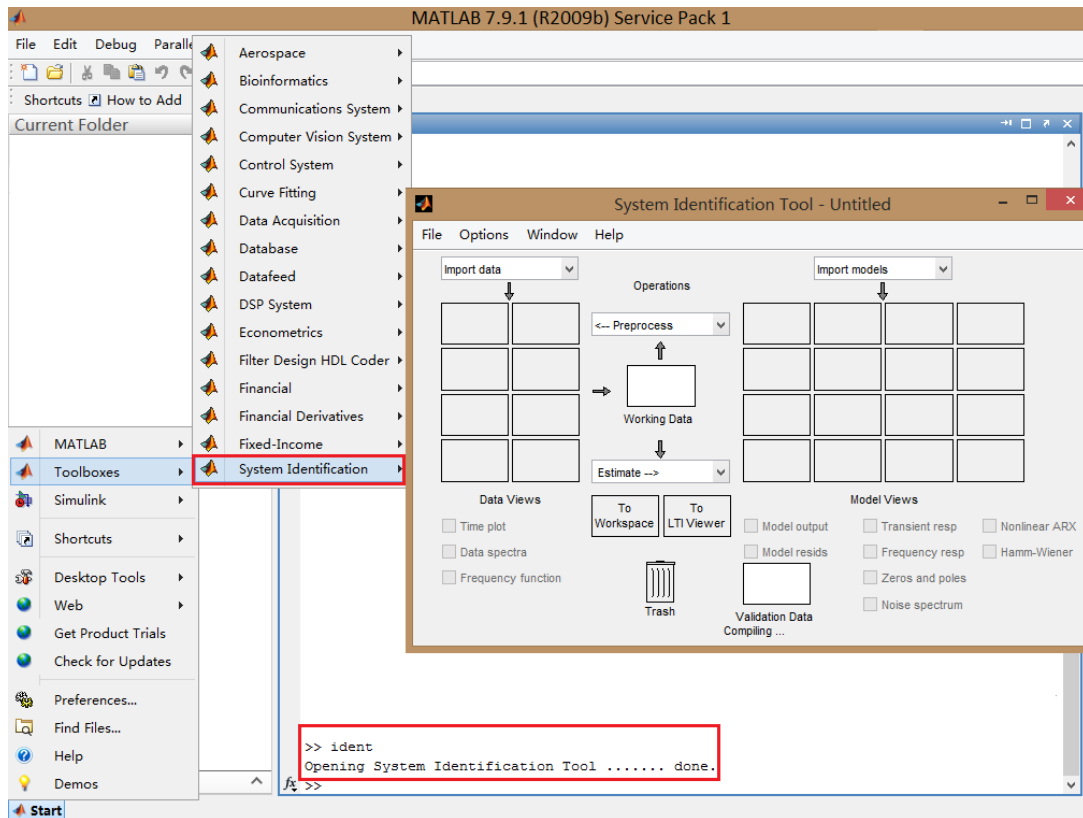 MATLAB 7.9.1 (R2009b) Service Pack 1
File Edit Debug Paralle
Shortcuts How to Add
Current Folder
Aerospace
Bioinformatics
Communications System
Computer Vision System
Control System
Curve Fitting
Data Acquisition
Database
Datafeed
DSP System
Econometrics
Filter Design HDL Coder
Financial
Financial Derivatives
Fixed-Income
System Identification
MATLAB
Toolboxes
Simulink
Shortcuts
Desktop Tools
Web
Get Product Trials
Check for Updates
Preferences...
Find Files...
Help
Demos
Start
System Identification Tool - Untitled
File Options Window Help
Import data
Import models
Operations
<-- Preprocess
Working Data
Estimate -->
Data Views
To Workspace
To LTI Viewer
Model Views
Time plot
Data spectra
Frequency function
Model output
Model resids
Transient resp
Frequency resp
Zeros and poles
Noise spectrum
Nonlinear ARX
Hamm-Wiener
Trash
Validation Data
Compiling ...
>> ident
Opening System Identification Tool ....... done.
fx >>